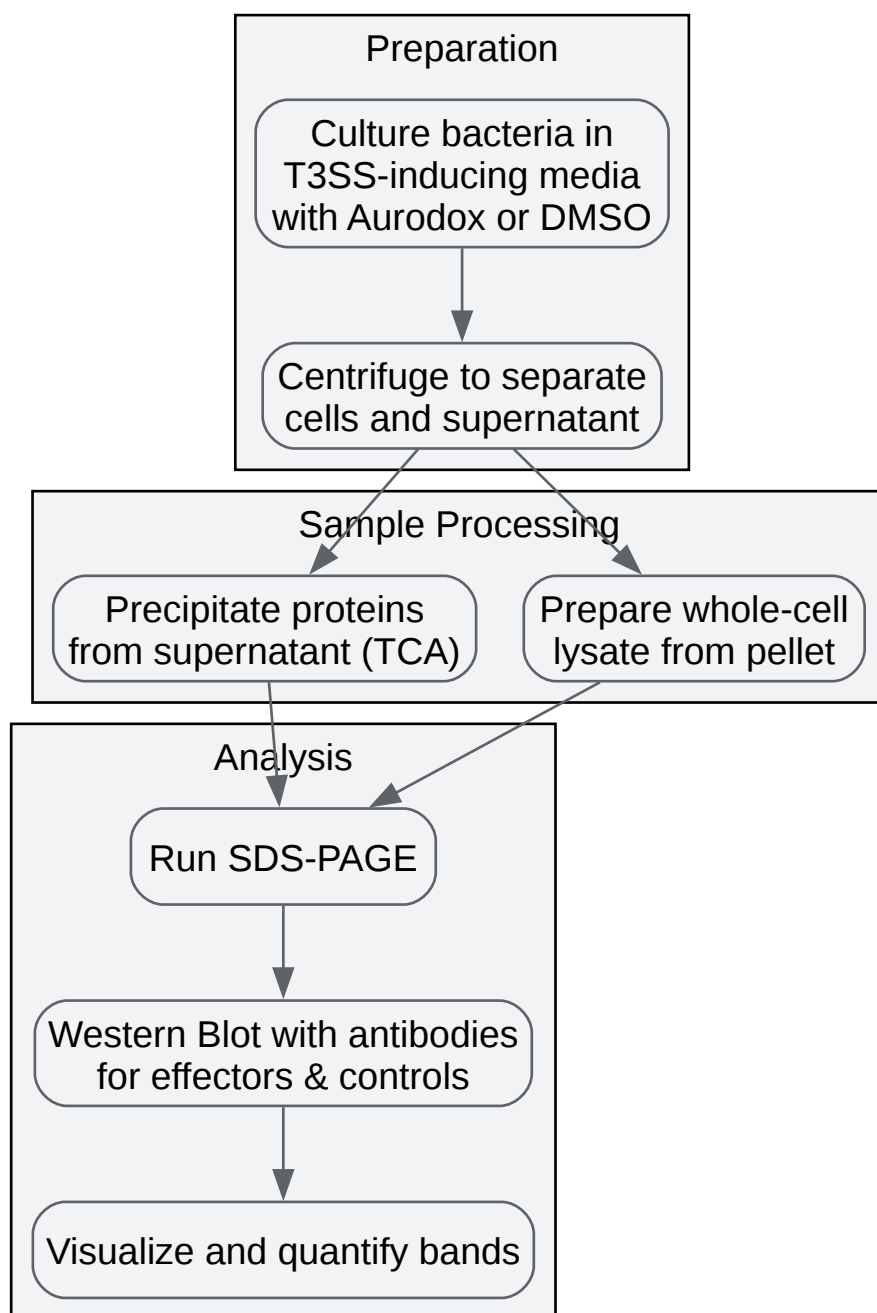 Preparation
Culture bacteria in
T3SS-inducing media
with Aurodox or DMSO
Centrifuge to separate
cells and supernatant
Sample Processing
Precipitate proteins
from supernatant (TCA)
Prepare whole-cell
lysate from pellet
Analysis
Run SDS-PAGE
Western Blot with antibodies
for effectors & controls
Visualize and quantify bands